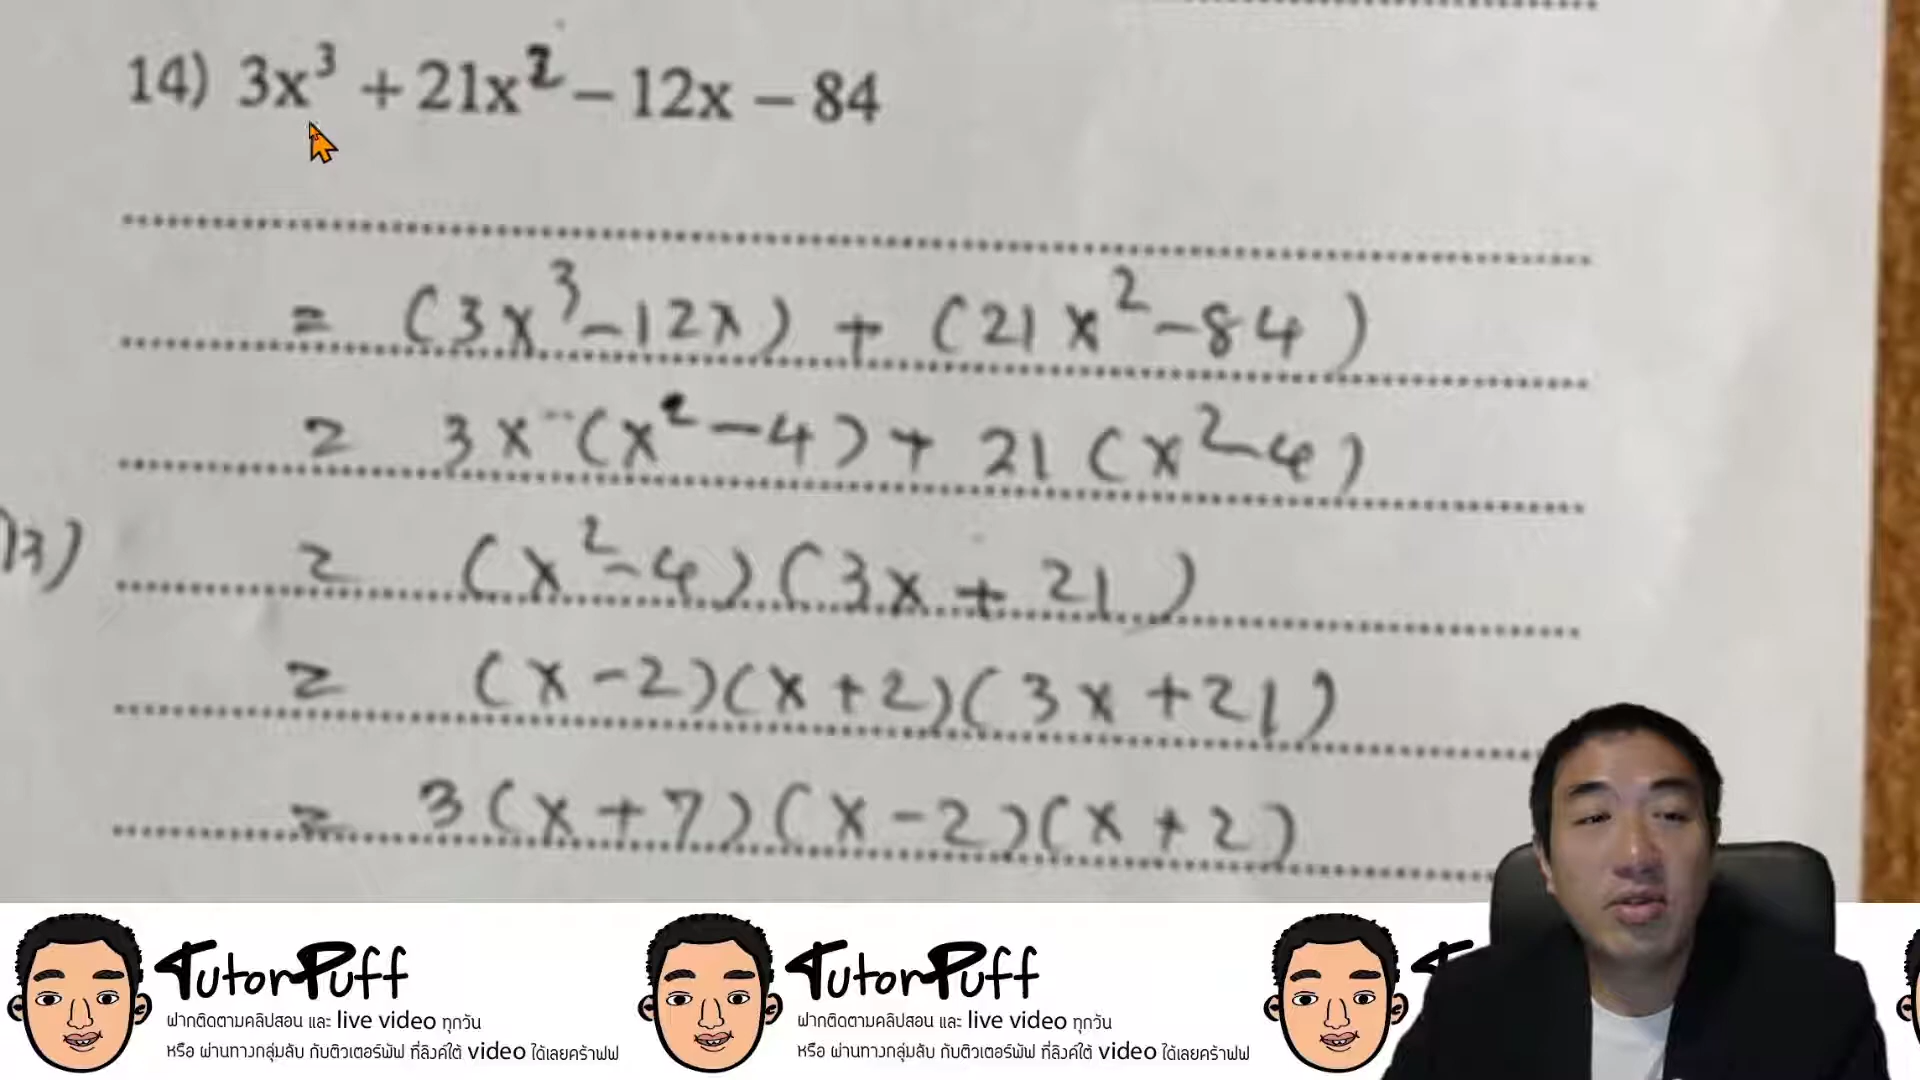 14) 3x³ + 21x² − 12x − 84
= (3x³ − 12x) + (21x² − 84)
= 3x (x² − 4) + 21 (x² − 4)
13)
= (x² − 4)(3x + 21)
= (x − 2)(x + 2)(3x + 21)
= 3(x + 7)(x − 2)(x + 2)
TutorPuff TutorPuff
ฝากติดตามคลิปสอน และ live video ทุกวัน ฝากติดตามคลิปสอน และ live video ทุกวัน
หรือ ผ่านทางกลุ่มลับ กับติวเตอร์พัฟ ที่ลิงค์ใต้ video ได้เลยคร้าฟฟ หรือ ผ่านทางกลุ่มลับ กับติวเตอร์พัฟ ที่ลิงค์ใต้ video ได้เลยคร้าฟฟ